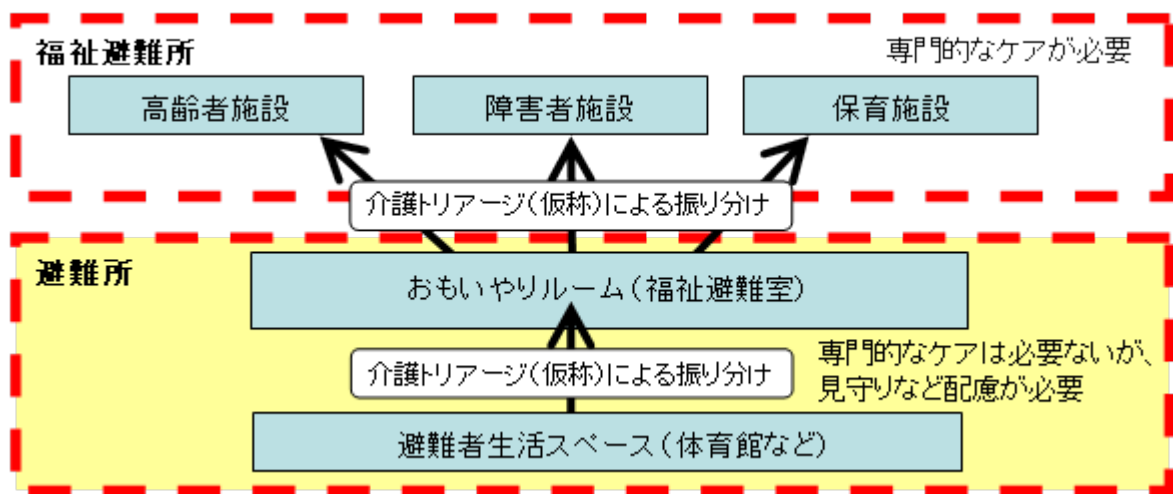 福祉避難所
専門的なケアが必要
高齢者施設
障害者施設
保育施設
介護トリアージ(仮称)による振り分け
避難所
おもいやりルーム(福祉避難室)
介護トリアージ(仮称)による振り分け
専門的なケアは必要ないが、
見守りなど配慮が必要
避難者生活スペース(体育館など)